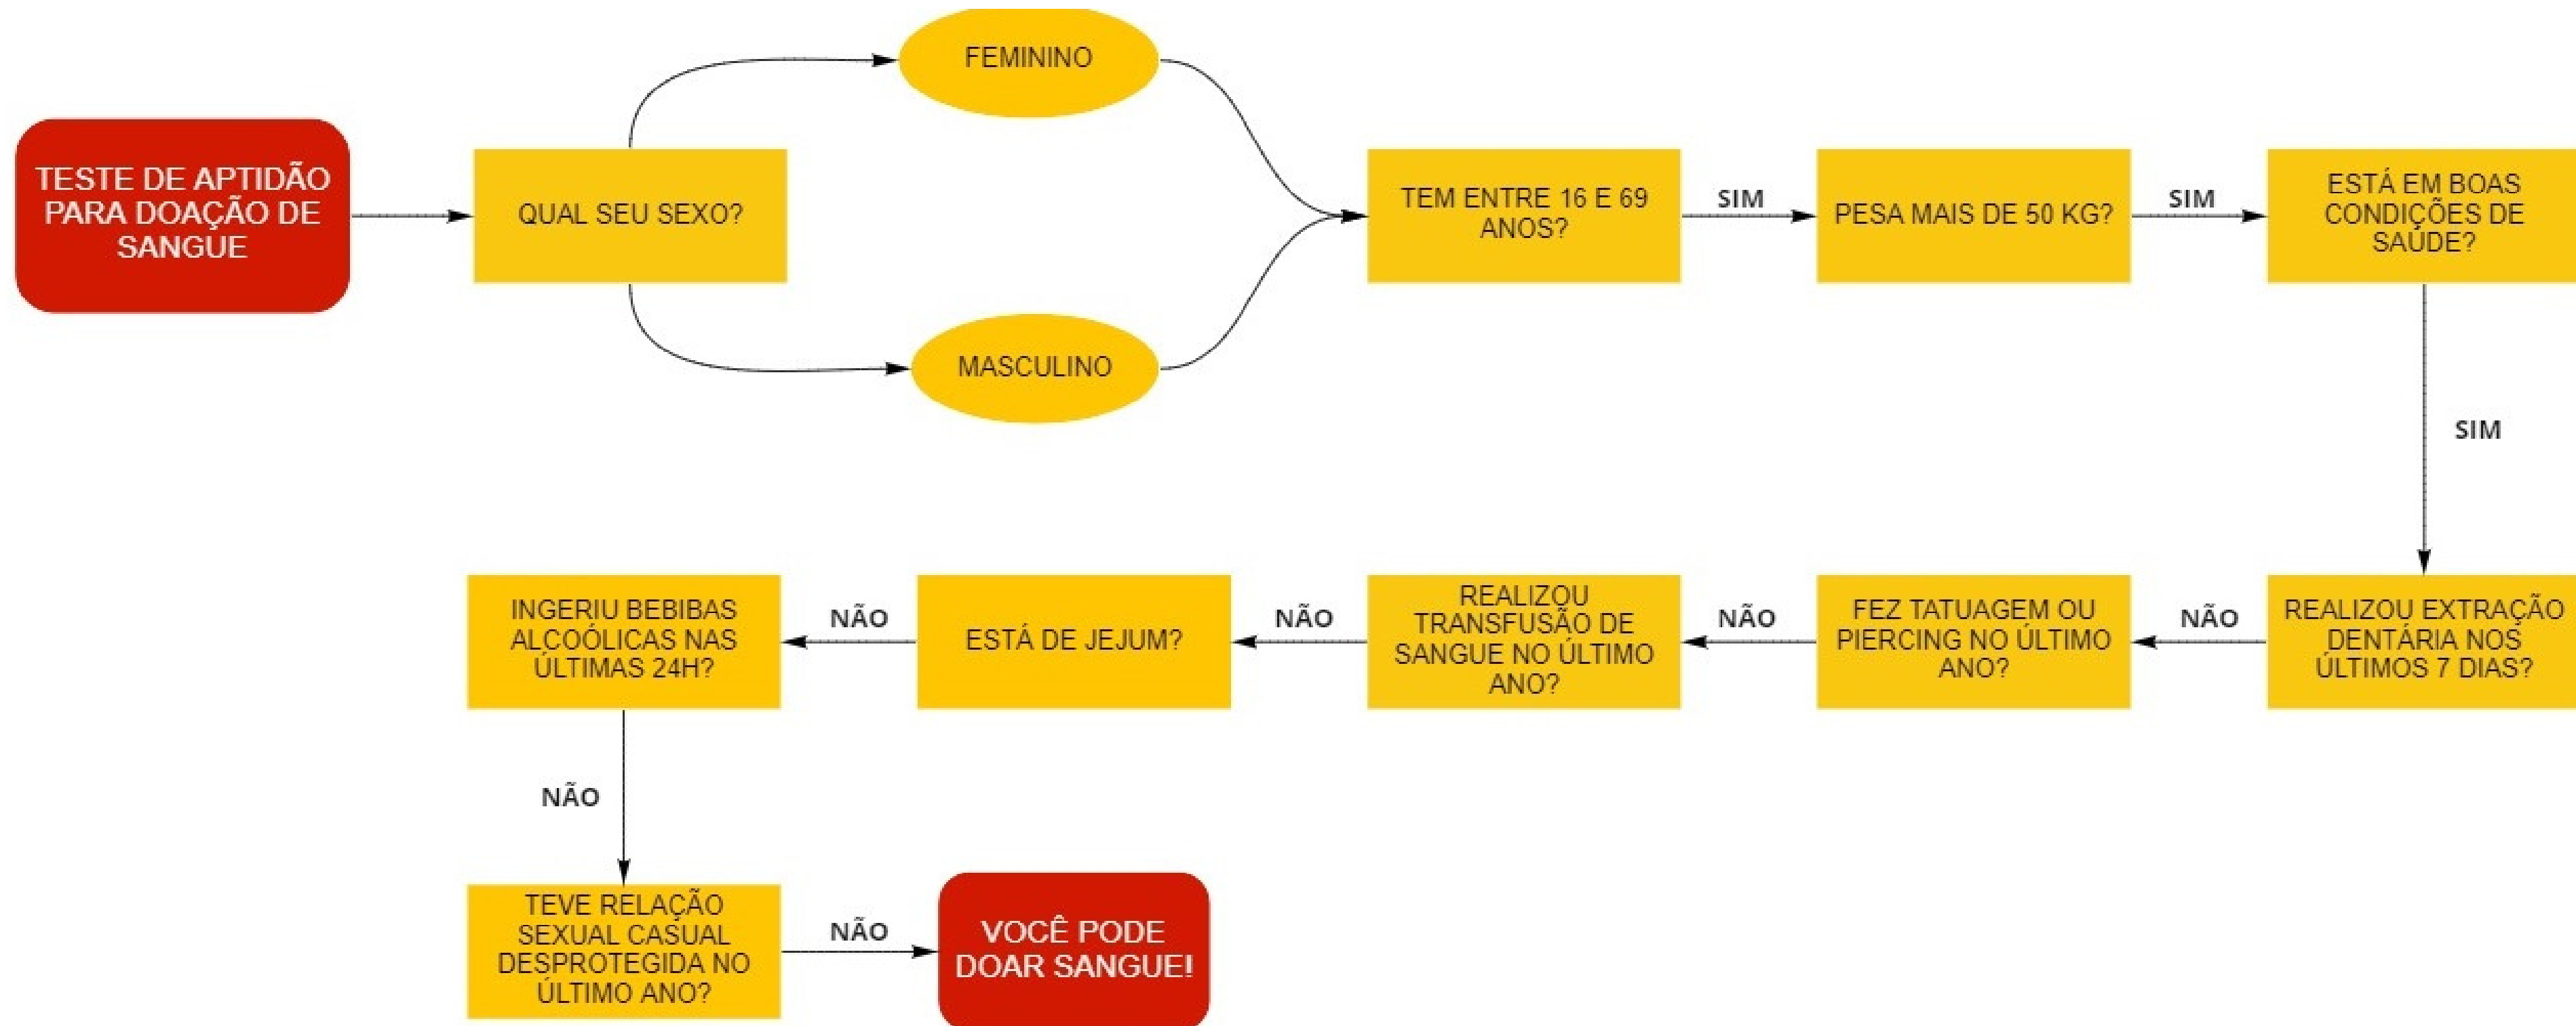 TESTE DE APTIDÃO
PARA DOAÇÃO DE
SANGUE
QUAL SEU SEXO?
FEMININO
MASCULINO
TEM ENTRE 16 E 69
ANOS?
SIM
PESA MAIS DE 50 KG?
SIM
ESTÁ EM BOAS
CONDIÇÕES DE
SAÚDE?
SIM
REALIZOU EXTRAÇÃO
DENTÁRIA NOS
ÚLTIMOS 7 DIAS?
NÃO
FEZ TATUAGEM OU
PIERCING NO ÚLTIMO
ANO?
NÃO
REALIZOU
TRANSFUSÃO DE
SANGUE NO ÚLTIMO
ANO?
NÃO
ESTÁ DE JEJUM?
NÃO
INGERIU BEBIBAS
ALCOÓLICAS NAS
ÚLTIMAS 24H?
NÃO
TEVE RELAÇÃO
SEXUAL CASUAL
DESPROTEGIDA NO
ÚLTIMO ANO?
NÃO
VOCÊ PODE
DOAR SANGUE!